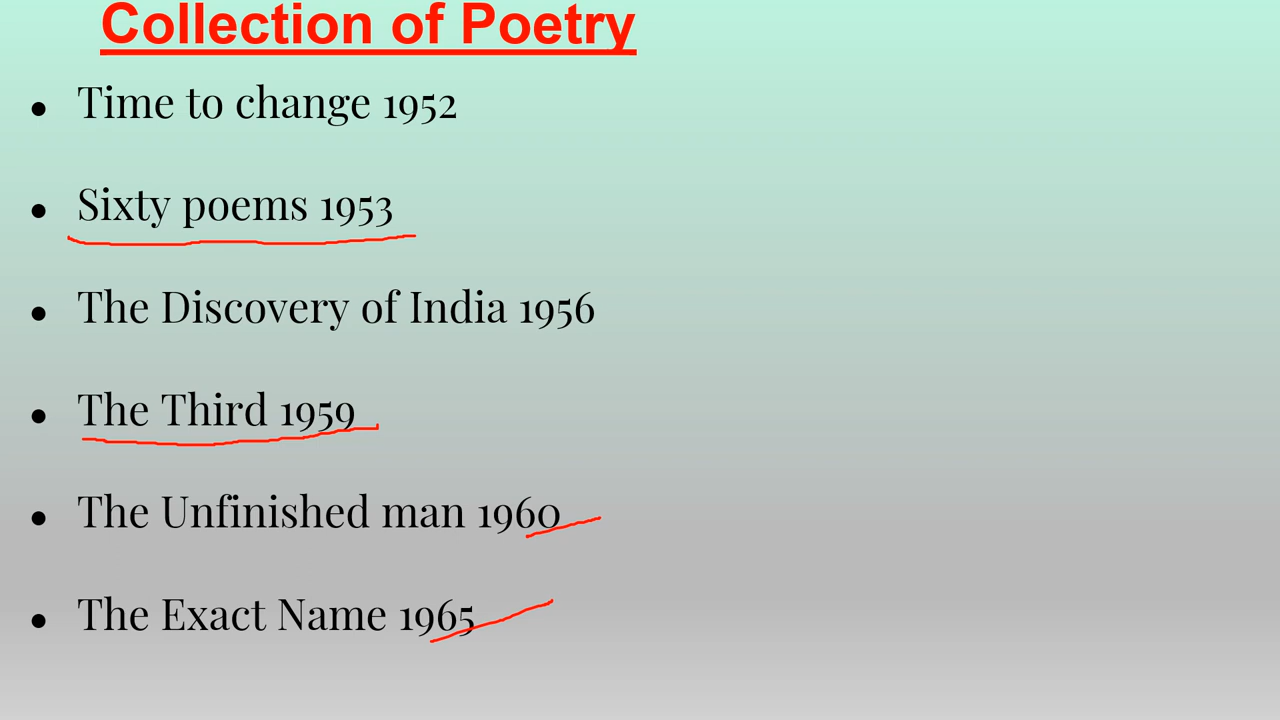 Collection of Poetry
• Time to change 1952
• Sixty poems 1953
• The Discovery of India 1956
• The Third 1959
• The Unfinished man 1960
• The Exact Name 1965